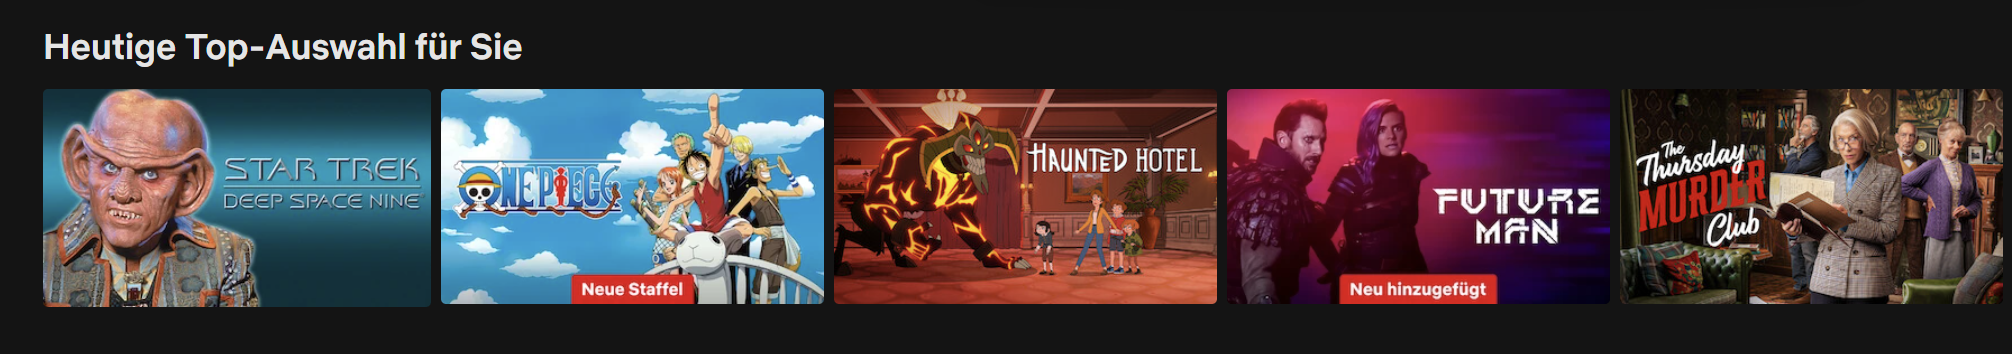 Heutige Top-Auswahl für Sie
STAR TREK
DEEP SPACE NINE
ONE PIECE
Neue Staffel
HAUNTED HOTEL
FUTURE
MAN
Neu hinzugefügt
The
Thursday
MURDER
Club